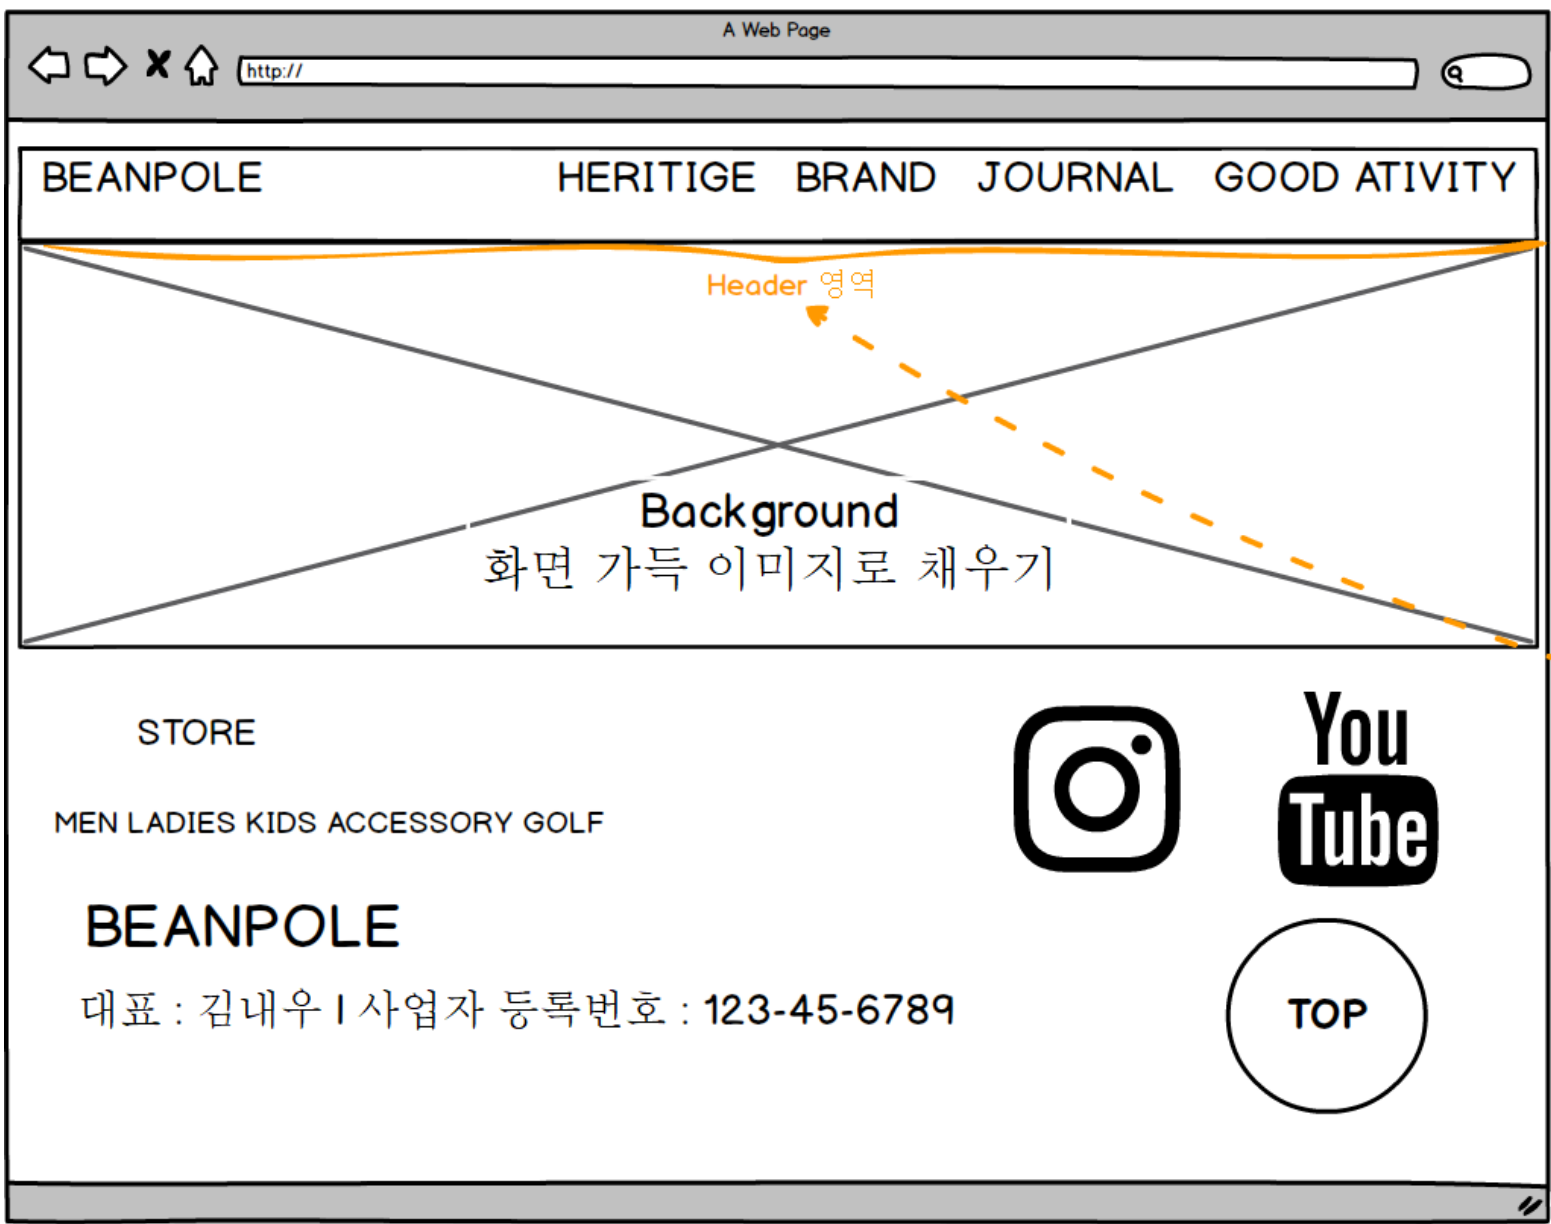 A Web Page
http://
BEANPOLE HERITIGE BRAND JOURNAL GOOD ATIVITY
Header 영역
Background
화면 가득 이미지로 채우기
STORE
You
Tube
MEN LADIES KIDS ACCESSORY GOLF
BEANPOLE
대표 : 김내우 | 사업자 등록번호 : 123-45-6789
TOP